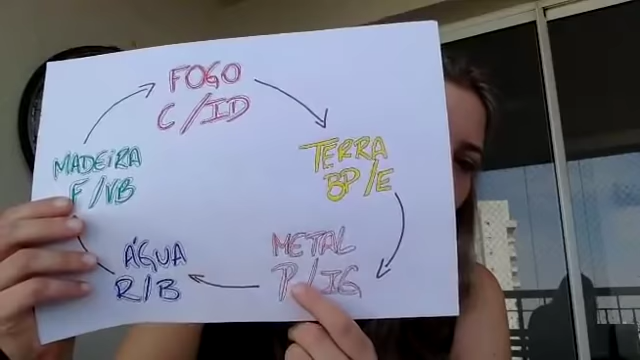 FOGO
C/ID
MADEIRA
F/VB
TERRA
BP/E
ÁGUA
R/B
METAL
P/IG